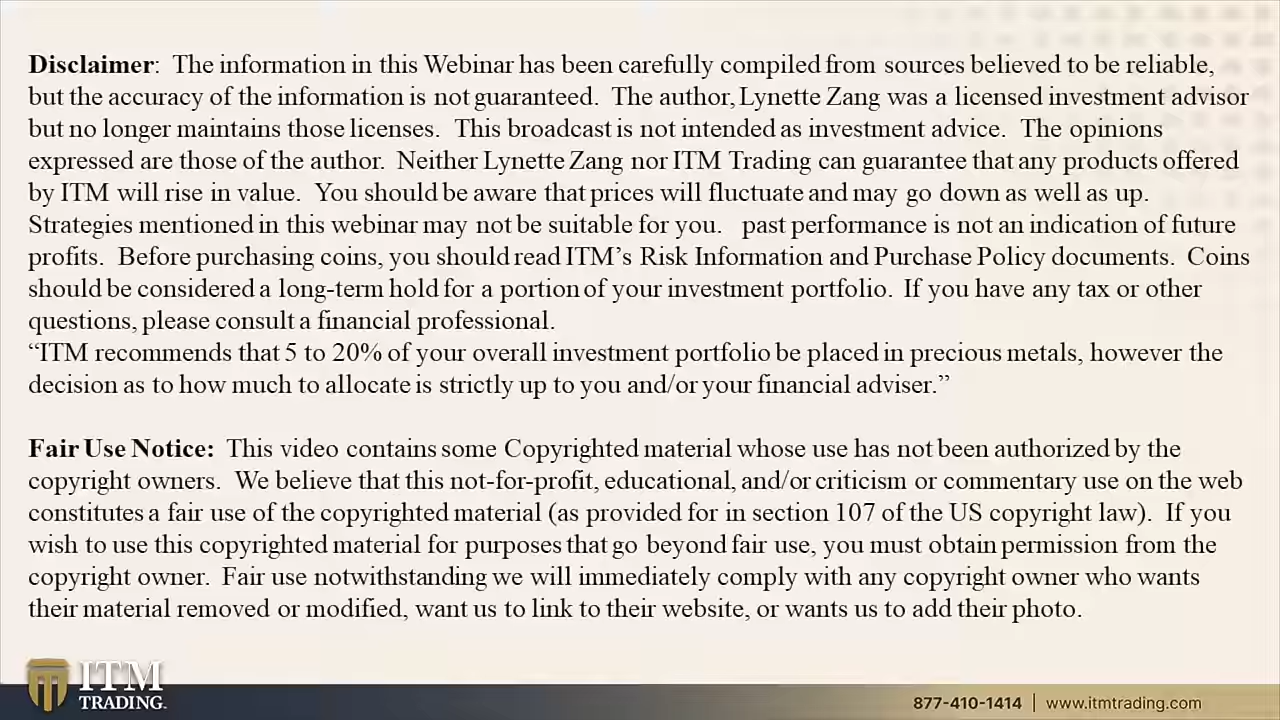 Disclaimer: The information in this Webinar has been carefully compiled from sources believed to be reliable,
but the accuracy of the information is not guaranteed. The author, Lynette Zang was a licensed investment advisor
but no longer maintains those licenses. This broadcast is not intended as investment advice. The opinions
expressed are those of the author. Neither Lynette Zang nor ITM Trading can guarantee that any products offered
by ITM will rise in value. You should be aware that prices will fluctuate and may go down as well as up.
Strategies mentioned in this webinar may not be suitable for you. past performance is not an indication of future
profits. Before purchasing coins, you should read ITM’s Risk Information and Purchase Policy documents. Coins
should be considered a long-term hold for a portion of your investment portfolio. If you have any tax or other
questions, please consult a financial professional.
“ITM recommends that 5 to 20% of your overall investment portfolio be placed in precious metals, however the
decision as to how much to allocate is strictly up to you and/or your financial adviser.”
Fair Use Notice: This video contains some Copyrighted material whose use has not been authorized by the
copyright owners. We believe that this not-for-profit, educational, and/or criticism or commentary use on the web
constitutes a fair use of the copyrighted material (as provided for in section 107 of the US copyright law). If you
wish to use this copyrighted material for purposes that go beyond fair use, you must obtain permission from the
copyright owner. Fair use notwithstanding we will immediately comply with any copyright owner who wants
their material removed or modified, want us to link to their website, or wants us to add their photo.
ITM
TRADING.
877-410-1414 | www.itmtrading.com